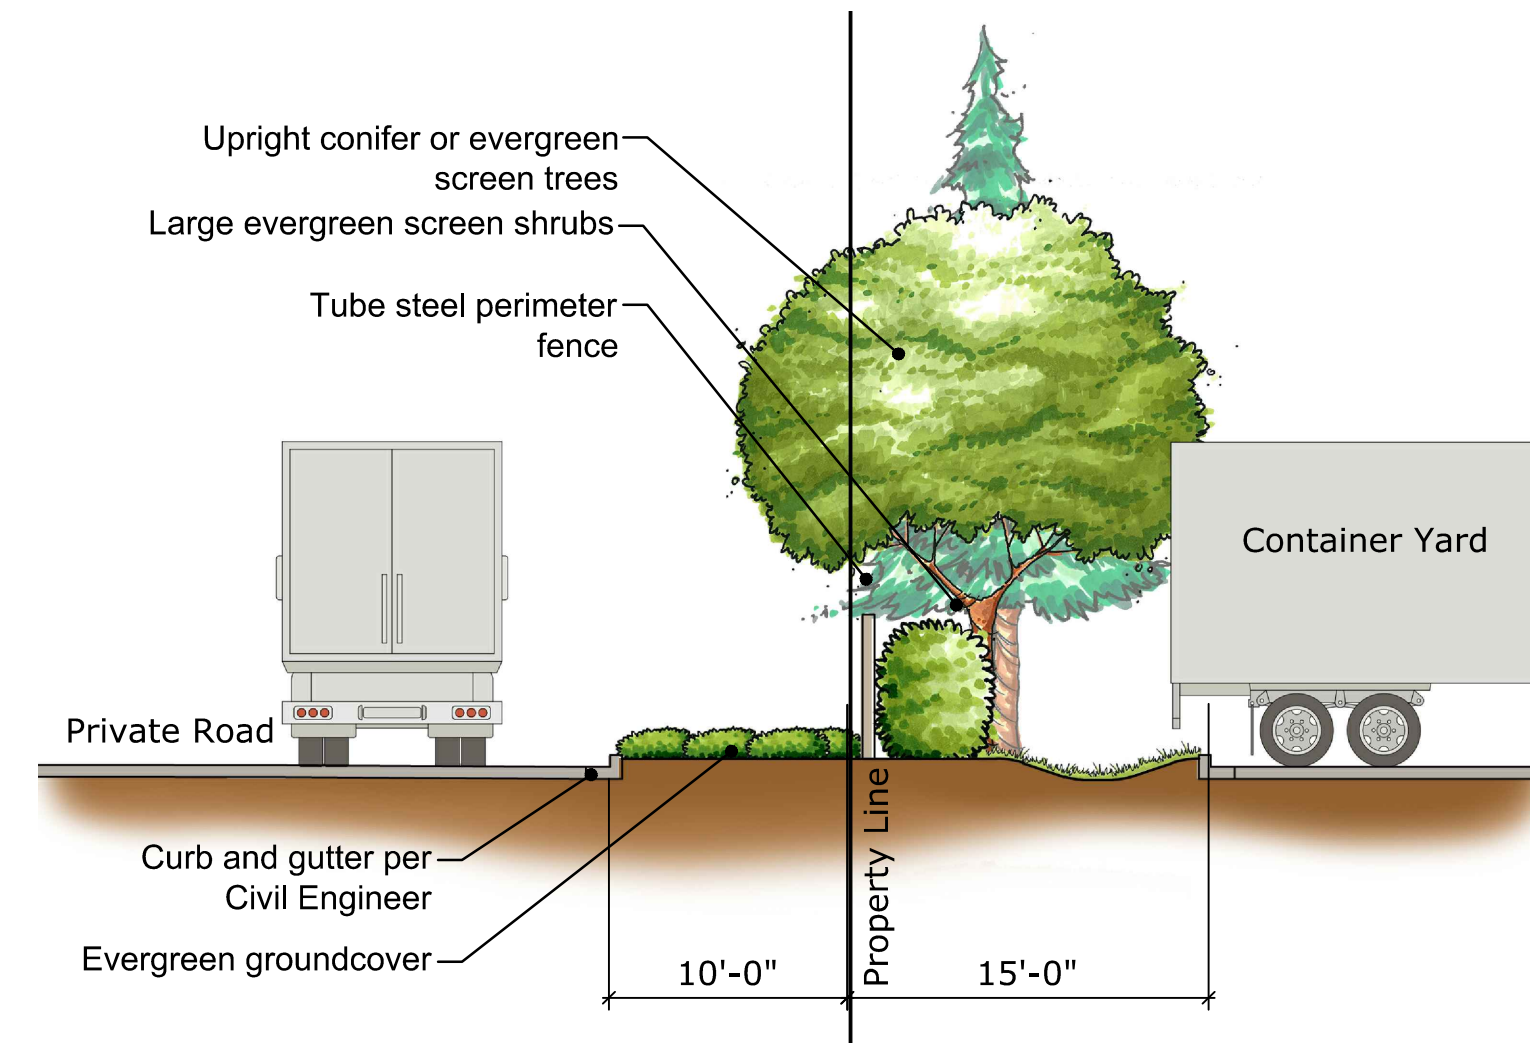 Upright conifer or evergreen
screen trees
Large evergreen screen shrubs
Tube steel perimeter
fence
Container Yard
Private Road
Curb and gutter per
Civil Engineer
Evergreen groundcover
10'-0"
Property Line
15'-0"